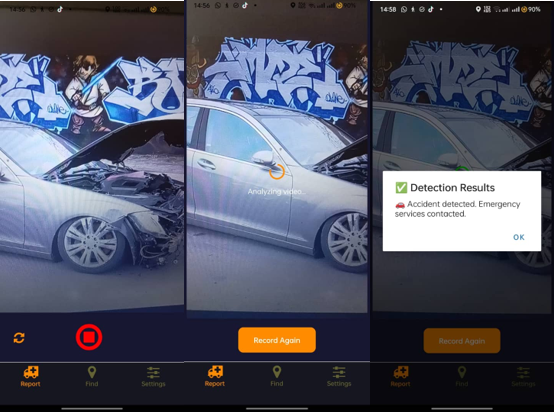 14:56
Report
Find
Settings
14:56
90%
Analyzing video...
Record Again
Report
Find
Settings
14:58
90%
✅ Detection Results
🚗 Accident detected. Emergency
services contacted.
OK
Record Again
Report
Find
Settings